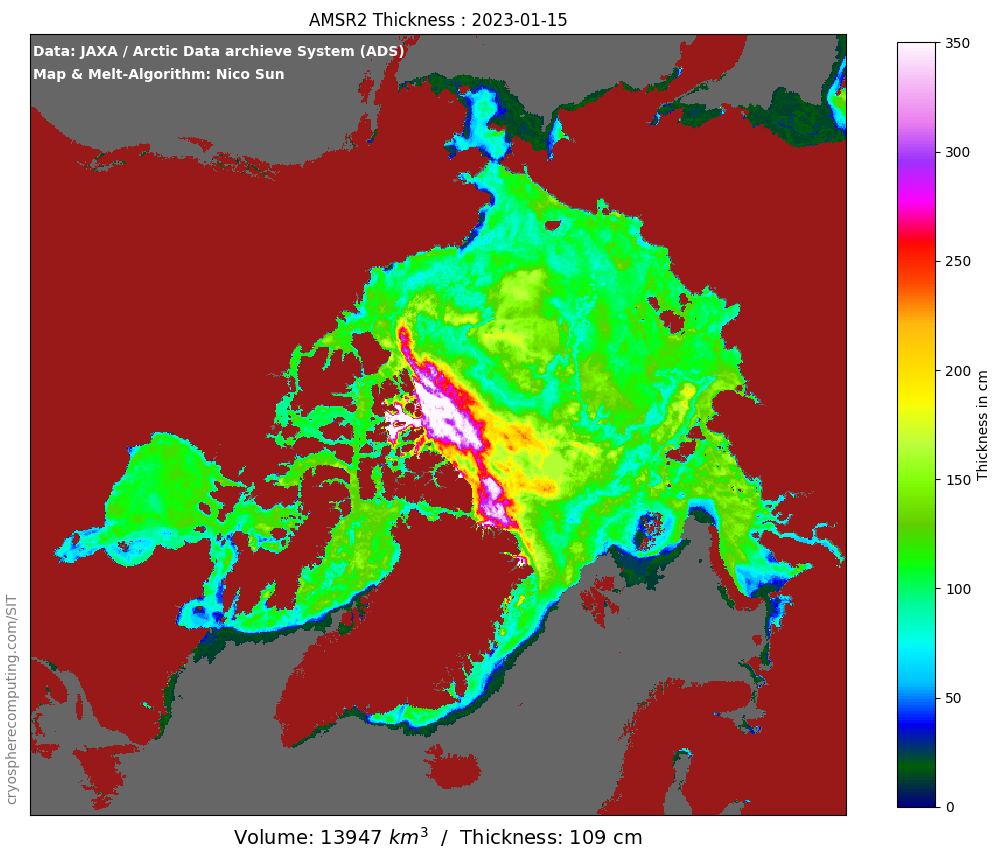 AMSR2 Thickness : 2023-01-15
Data: JAXA / Arctic Data archieve System (ADS)
Map & Melt-Algorithm: Nico Sun
350
300
250
200
150
100
50
0
Thickness in cm
cryospherecomputing.com/SIT
Volume: 13947 km³ / Thickness: 109 cm